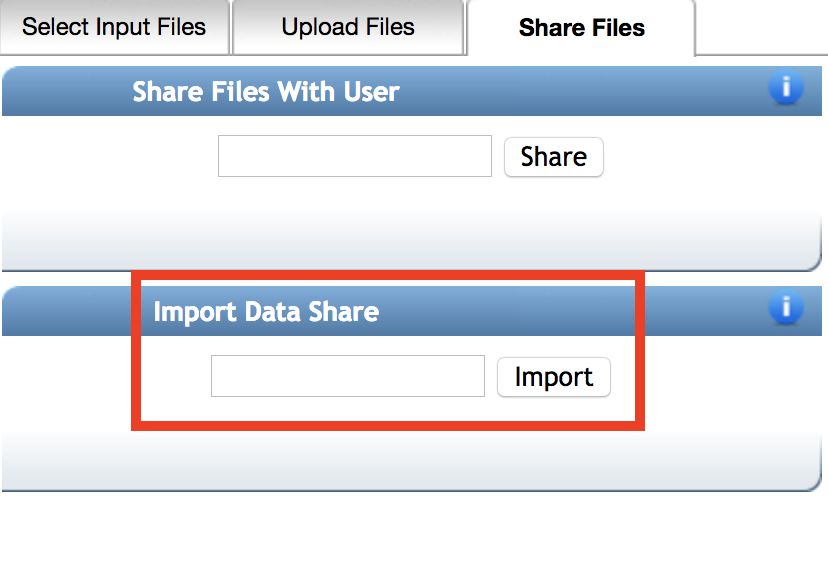 Select Input Files Upload Files Share Files
Share Files With User i
Share
Import Data Share i
Import